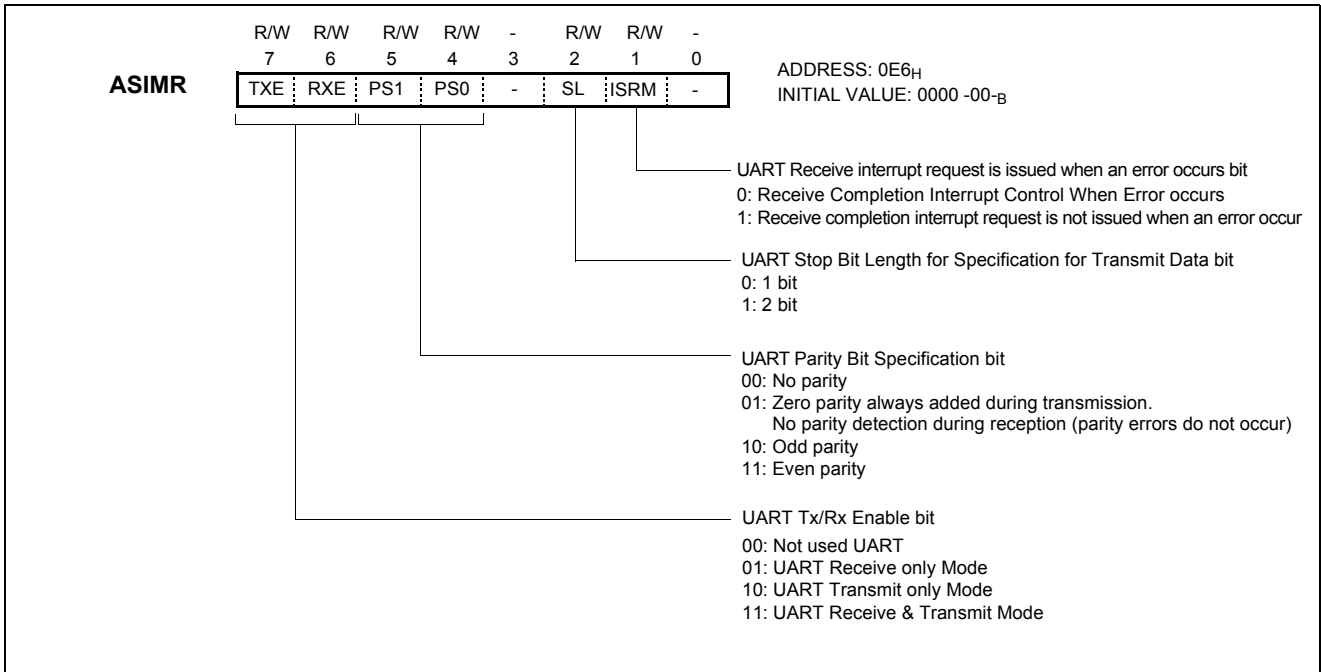 R/W R/W R/W R/W - R/W R/W -
7 6 5 4 3 2 1 0
ASIMR TXE RXE PS1 PS0 - SL ISRM -
ADDRESS: 0E6H
INITIAL VALUE: 0000 -00-B
UART Receive interrupt request is issued when an error occurs bit
0: Receive Completion Interrupt Control When Error occurs
1: Receive completion interrupt request is not issued when an error occur
UART Stop Bit Length for Specification for Transmit Data bit
0: 1 bit
1: 2 bit
UART Parity Bit Specification bit
00: No parity
01: Zero parity always added during transmission.
No parity detection during reception (parity errors do not occur)
10: Odd parity
11: Even parity
UART Tx/Rx Enable bit
00: Not used UART
01: UART Receive only Mode
10: UART Transmit only Mode
11: UART Receive & Transmit Mode